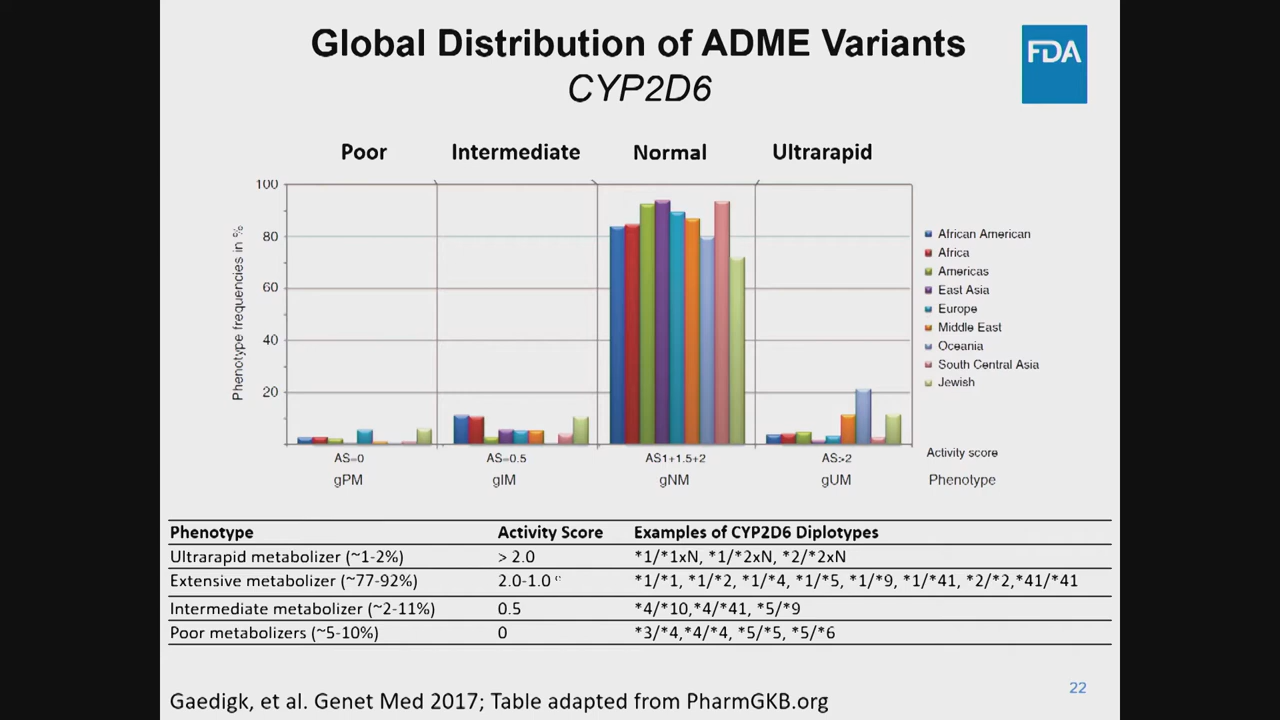 Global Distribution of ADME Variants
CYP2D6
FDA
Poor Intermediate Normal Ultrarapid
Phenotype frequencies in %
100
80
60
40
20
African American
Africa
Americas
East Asia
Europe
Middle East
Oceania
South Central Asia
Jewish
AS=0 AS=0.5 AS1+1.5+2 AS>2 Activity score
gPM gIM gNM gUM Phenotype
Phenotype Activity Score Examples of CYP2D6 Diplotypes
Ultrarapid metabolizer (~1-2%) > 2.0 *1/*1xN, *1/*2xN, *2/*2xN
Extensive metabolizer (~77-92%) 2.0-1.0 c *1/*1, *1/*2, *1/*4, *1/*5, *1/*9, *1/*41, *2/*2,*41/*41
Intermediate metabolizer (~2-11%) 0.5 *4/*10,*4/*41, *5/*9
Poor metabolizers (~5-10%) 0 *3/*4,*4/*4, *5/*5, *5/*6
Gaedigk, et al. Genet Med 2017; Table adapted from PharmGKB.org
22